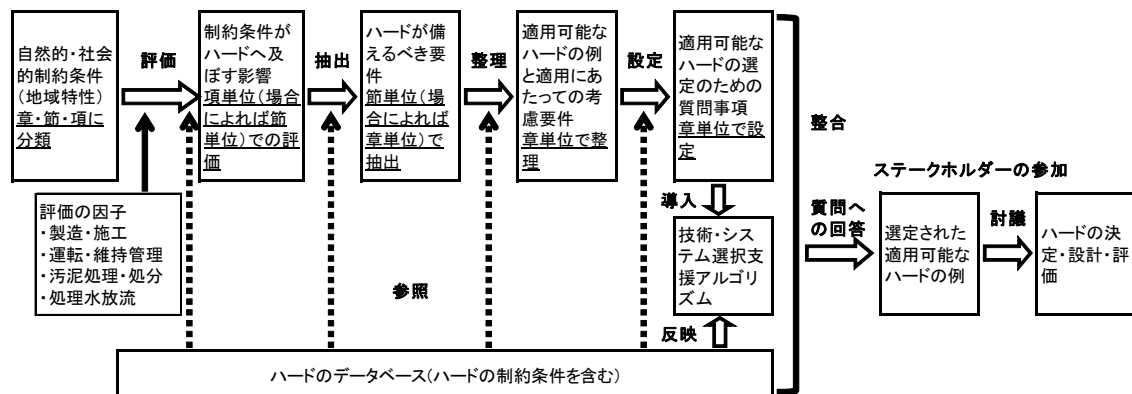 自然的・社会
的制約条件
(地域特性)
章・節・項に
分類
評価
制約条件が
ハードへ及
ぼす影響
項単位(場合
によれば節
単位)での評
価
抽出
ハードが備
えるべき要
件
節単位(場
合によれば
章単位)で
抽出
整理
適用可能な
ハードの例
と適用にあ
たっての考
慮要件
章単位で整
理
設定
適用可能な
ハードの選
定のための
質問事項
章単位で設
定
整合
評価の因子
・製造・施工
・運転・維持管理
・汚泥処理・処分
・処理水放流
参照
導入
技術・シス
テム選択支
援アルゴリ
ズム
反映
ハードのデータベース(ハードの制約条件を含む)
ステークホルダーの参加
質問へ
の回答
選定された
適用可能な
ハードの例
討議
ハードの決
定・設計・評
価